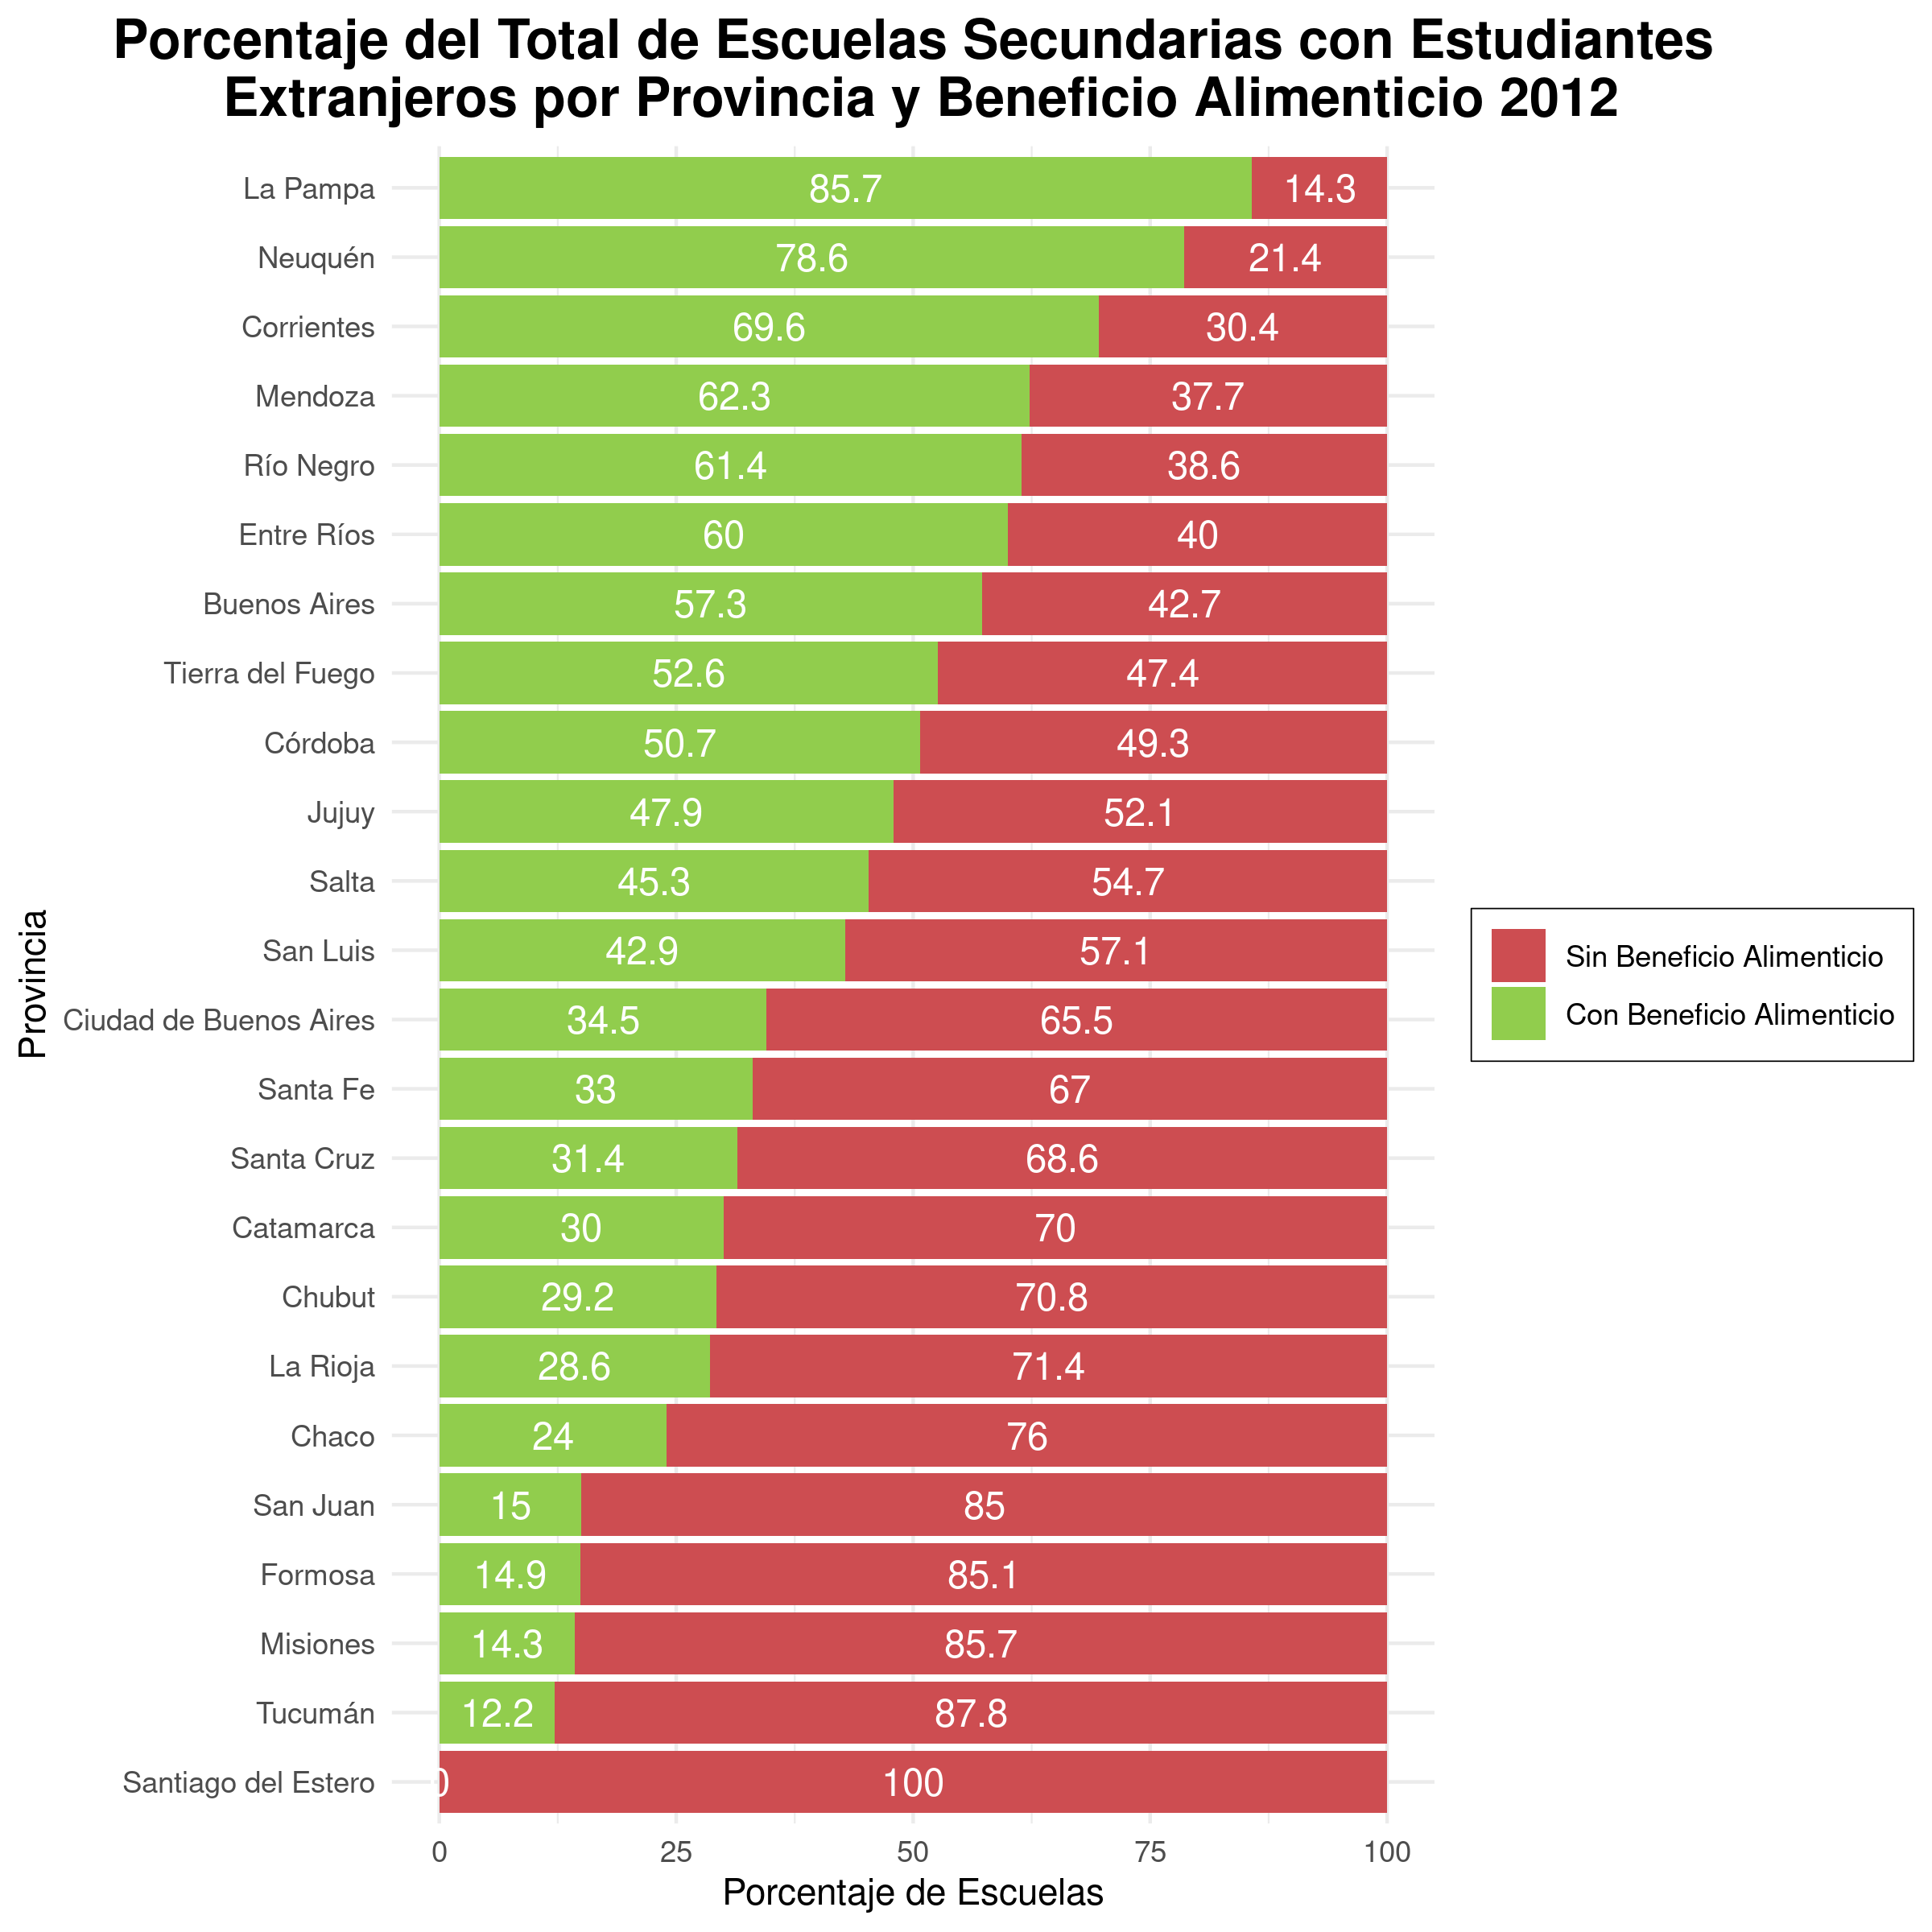 Porcentaje del Total de Escuelas Secundarias con Estudiantes
Extranjeros por Provincia y Beneficio Alimenticio 2012
La Pampa 85.7 14.3
Neuquén 78.6 21.4
Corrientes 69.6 30.4
Mendoza 62.3 37.7
Río Negro 61.4 38.6
Entre Ríos 60 40
Buenos Aires 57.3 42.7
Tierra del Fuego 52.6 47.4
Córdoba 50.7 49.3
Jujuy 47.9 52.1
Salta 45.3 54.7
San Luis 42.9 57.1
Ciudad de Buenos Aires 34.5 65.5
Santa Fe 33 67
Santa Cruz 31.4 68.6
Catamarca 30 70
Chubut 29.2 70.8
La Rioja 28.6 71.4
Chaco 24 76
San Juan 15 85
Formosa 14.9 85.1
Misiones 14.3 85.7
Tucumán 12.2 87.8
Santiago del Estero 0 100
0 25 50 75 100
Porcentaje de Escuelas
Provincia
Sin Beneficio Alimenticio
Con Beneficio Alimenticio